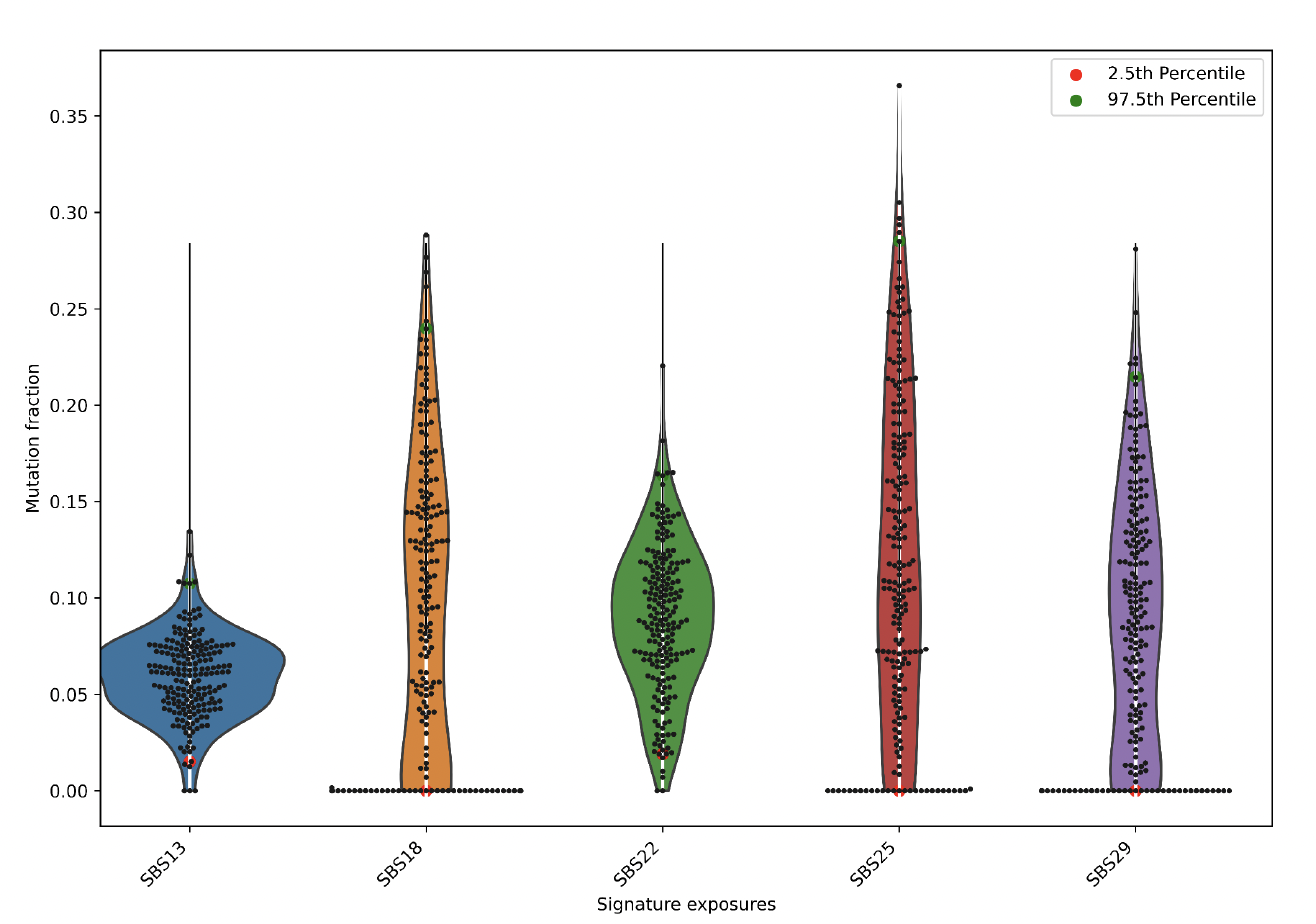 2.5th Percentile
97.5th Percentile
0.35
0.30
0.25
0.20
0.15
0.10
0.05
0.00
Mutation fraction
SBS13
SBS18
SBS22
SBS25
SBS29
Signature exposures